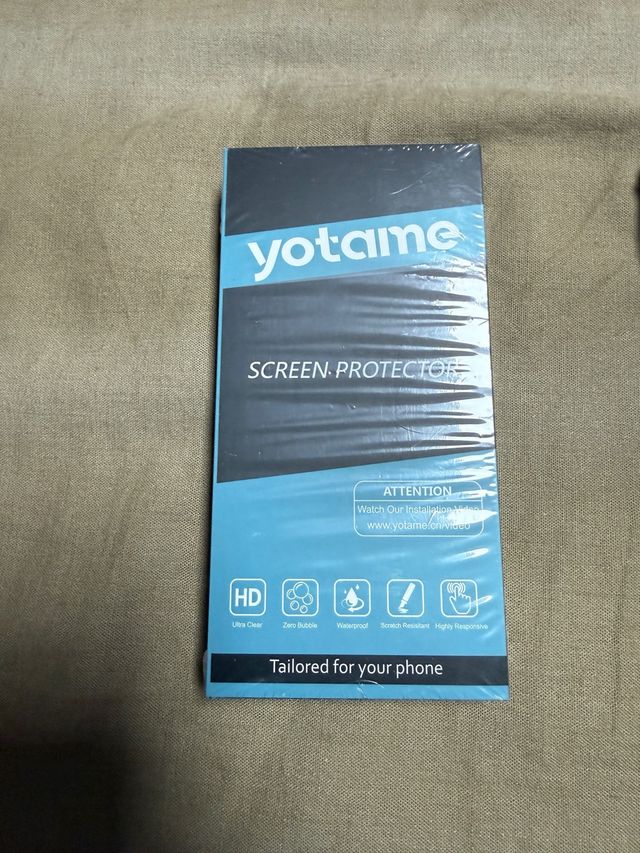 yotame
SCREEN PROTECTOR
ATTENTION
Watch Our Installation Video
www.yotame.cn/video
HD
Ultra Clear
Zero Bubble
Waterproof
Scratch Resisitant
Highly Responsive
Tailored for your phone